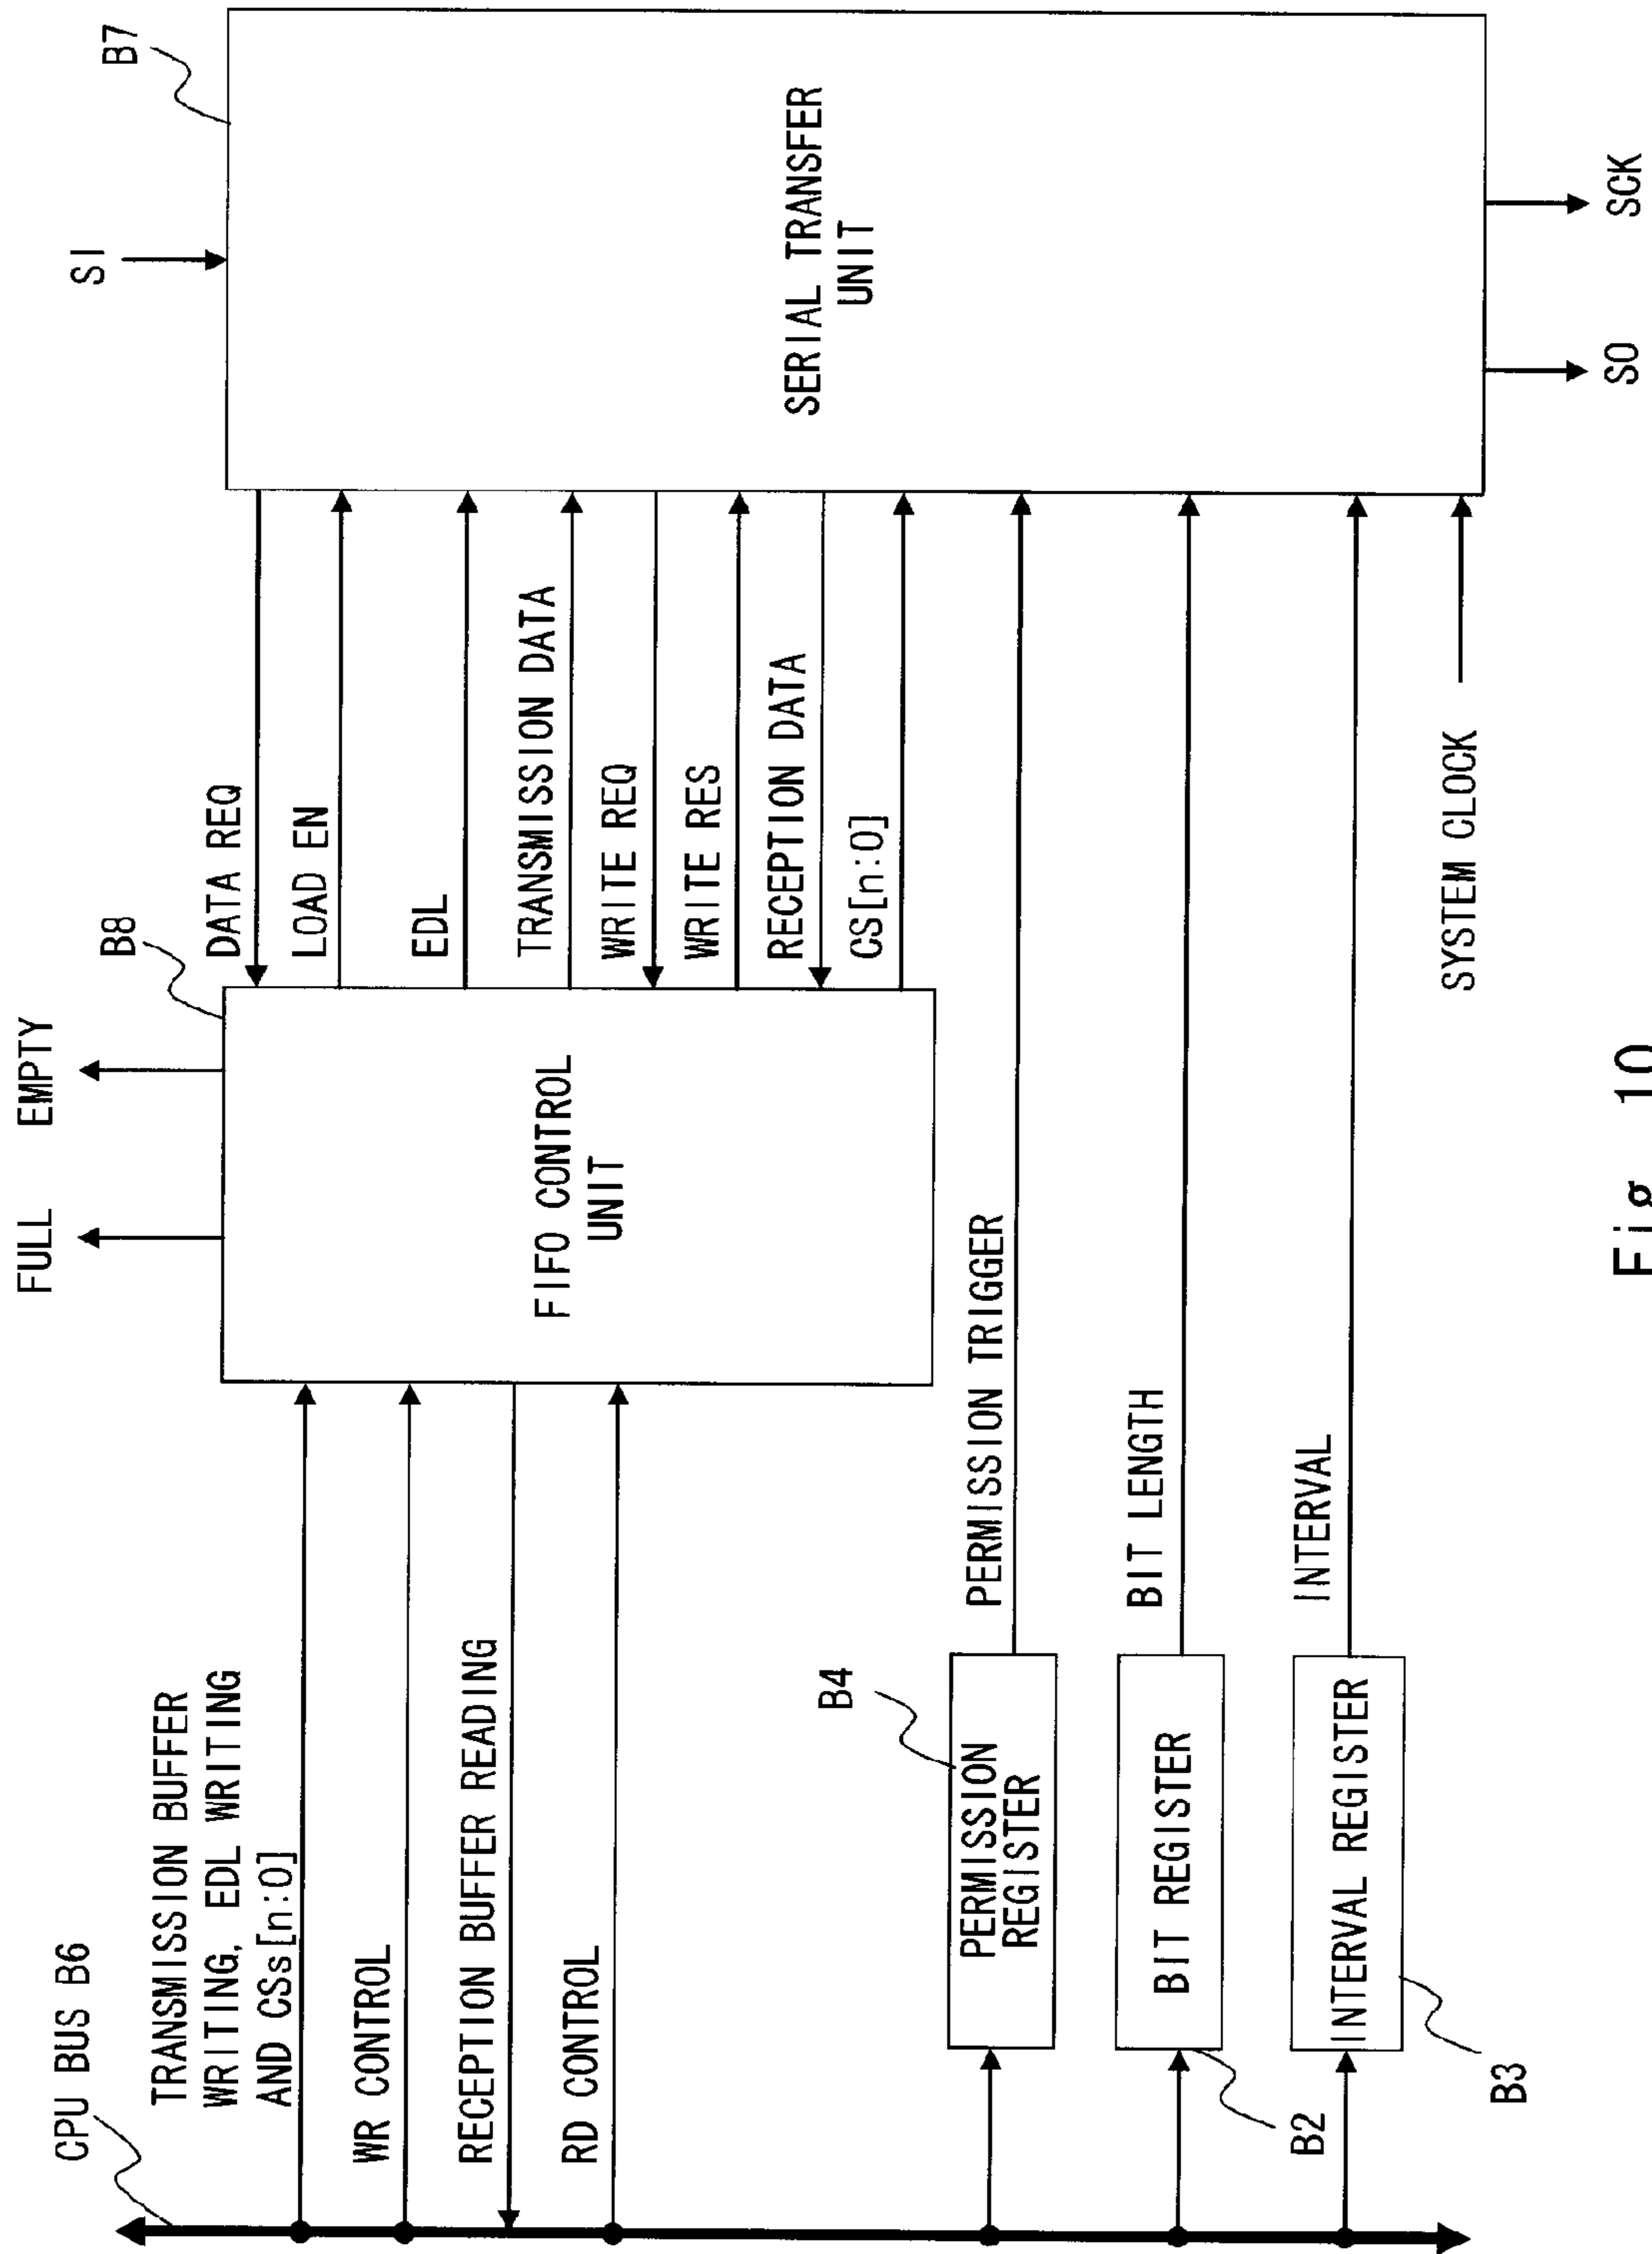 CPU BUS B6
TRANSMISSION BUFFER
WRITING, EDL WRITING
AND CSs[n:0]
WR CONTROL
RECEPTION BUFFER READING
RD CONTROL
FULL
EMPTY
B8
FIFO CONTROL
UNIT
DATA REQ
LOAD EN
EDL
TRANSMISSION DATA
WRITE REQ
WRITE RES
RECEPTION DATA
CS[n:0]
SI
B7
SERIAL TRANSFER
UNIT
B4
PERMISSION
REGISTER
PERMISSION TRIGGER
BIT REGISTER
B2
BIT LENGTH
INTERVAL REGISTER
B3
INTERVAL
SYSTEM CLOCK
SO
SCK
Fig. 10